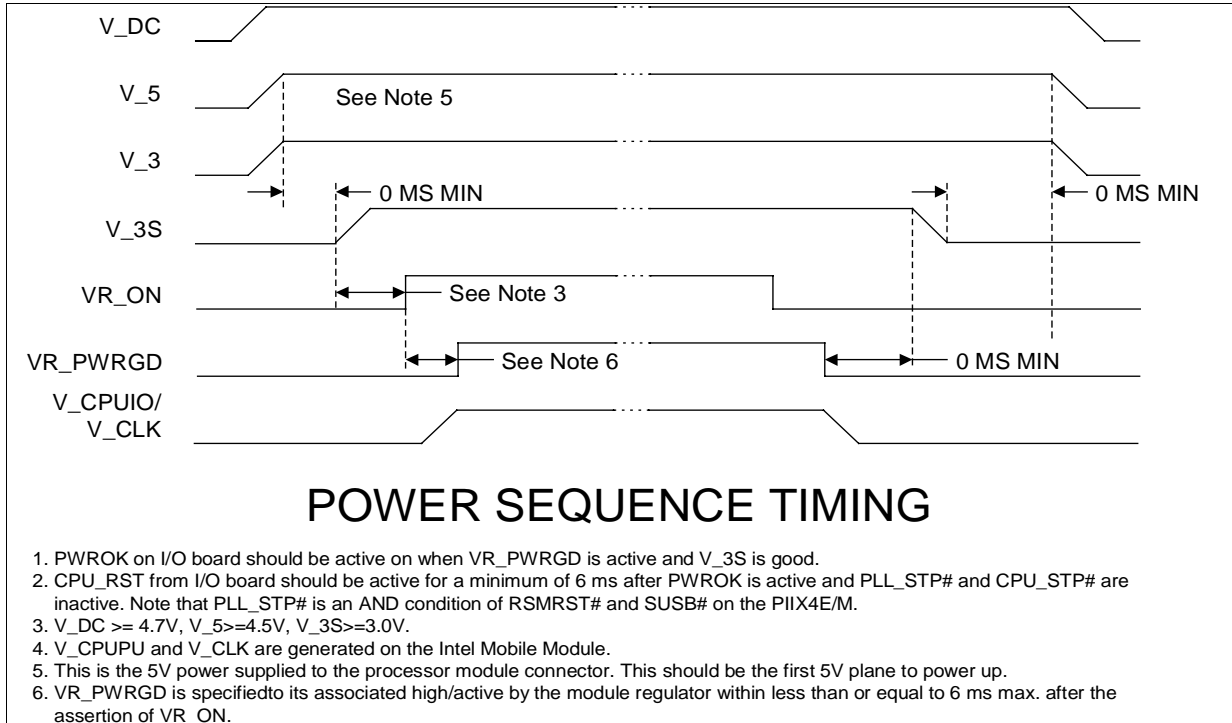 V_DC
V_5
See Note 5
V_3
0 MS MIN
0 MS MIN
V_3S
VR_ON
See Note 3
VR_PWRGD
See Note 6
0 MS MIN
V_CPUIO/
V_CLK
POWER SEQUENCE TIMING
1. PWROK on I/O board should be active on when VR_PWRGD is active and V_3S is good.
2. CPU_RST from I/O board should be active for a minimum of 6 ms after PWROK is active and PLL_STP# and CPU_STP# are
inactive. Note that PLL_STP# is an AND condition of RSMRST# and SUSB# on the PIIX4E/M.
3. V_DC >= 4.7V, V_5>=4.5V, V_3S>=3.0V.
4. V_CPUPU and V_CLK are generated on the Intel Mobile Module.
5. This is the 5V power supplied to the processor module connector. This should be the first 5V plane to power up.
6. VR_PWRGD is specifiedto its associated high/active by the module regulator within less than or equal to 6 ms max. after the
assertion of VR_ON.